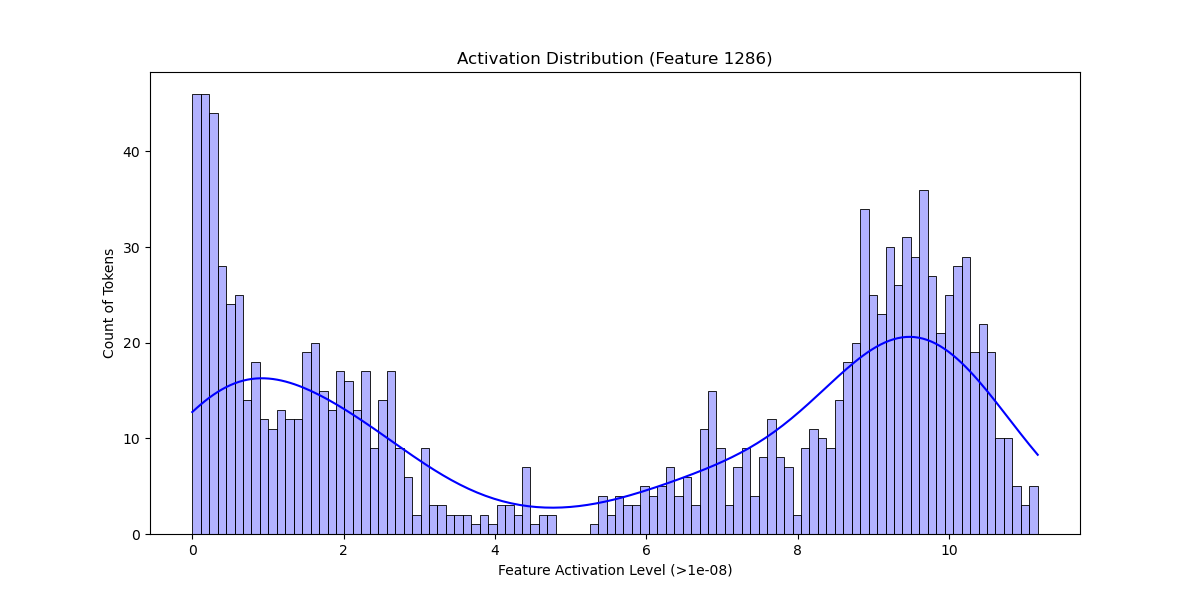 Activation Distribution (Feature 1286)
Count of Tokens
40
30
20
10
0
0 2 4 6 8 10
Feature Activation Level (>1e-08)